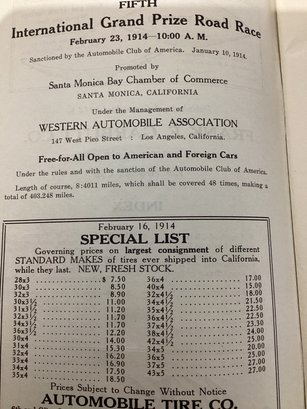 FIFTH
International Grand Prize Road Race
February 23, 1914—10:00 A. M.
Sanctioned by the Automobile Club of America. January 10, 1914.
Promoted by
Santa Monica Bay Chamber of Commerce
SANTA MONICA, CALIFORNIA
Under the Management of
WESTERN AUTOMOBILE ASSOCIATION
147 West Pico Street : Los Angeles, California.
Free-for-All Open to American and Foreign Cars
Under the rules and with the sanction of the Automobile Club of America.
Length of course, 8:4011 miles, which shall be covered 48 times, making a
total of 403.248 miles.
February 16, 1914
SPECIAL LIST
Governing prices on largest consignment of different
STANDARD MAKES of tires ever shipped into California,
while they last. NEW, FRESH STOCK.
28x3 $ 7.50
30x3 8.50
32x3 8.90
30x3½ 11.00
31x3½ 11.20
32x3½ 11.70
34x3½ 11.70
36x3½ 12.20
30x4 14.00
31x4 15.30
32x4 16.20
33x4 16.90
34x4 17.50
35x4 18.50
36x4 17.00
40x4 15.00
32x4½ 18.00
34x4½ 21.50
35x4½ 22.50
36x4½ 22.50
37x4½ 23.30
38x4½ 24.00
42x4½ 25.00
34x5 20.00
36x5 25.00
37x5 27.00
43x5 27.00
Prices Subject to Change Without Notice
AUTOMOBILE TIRE CO.